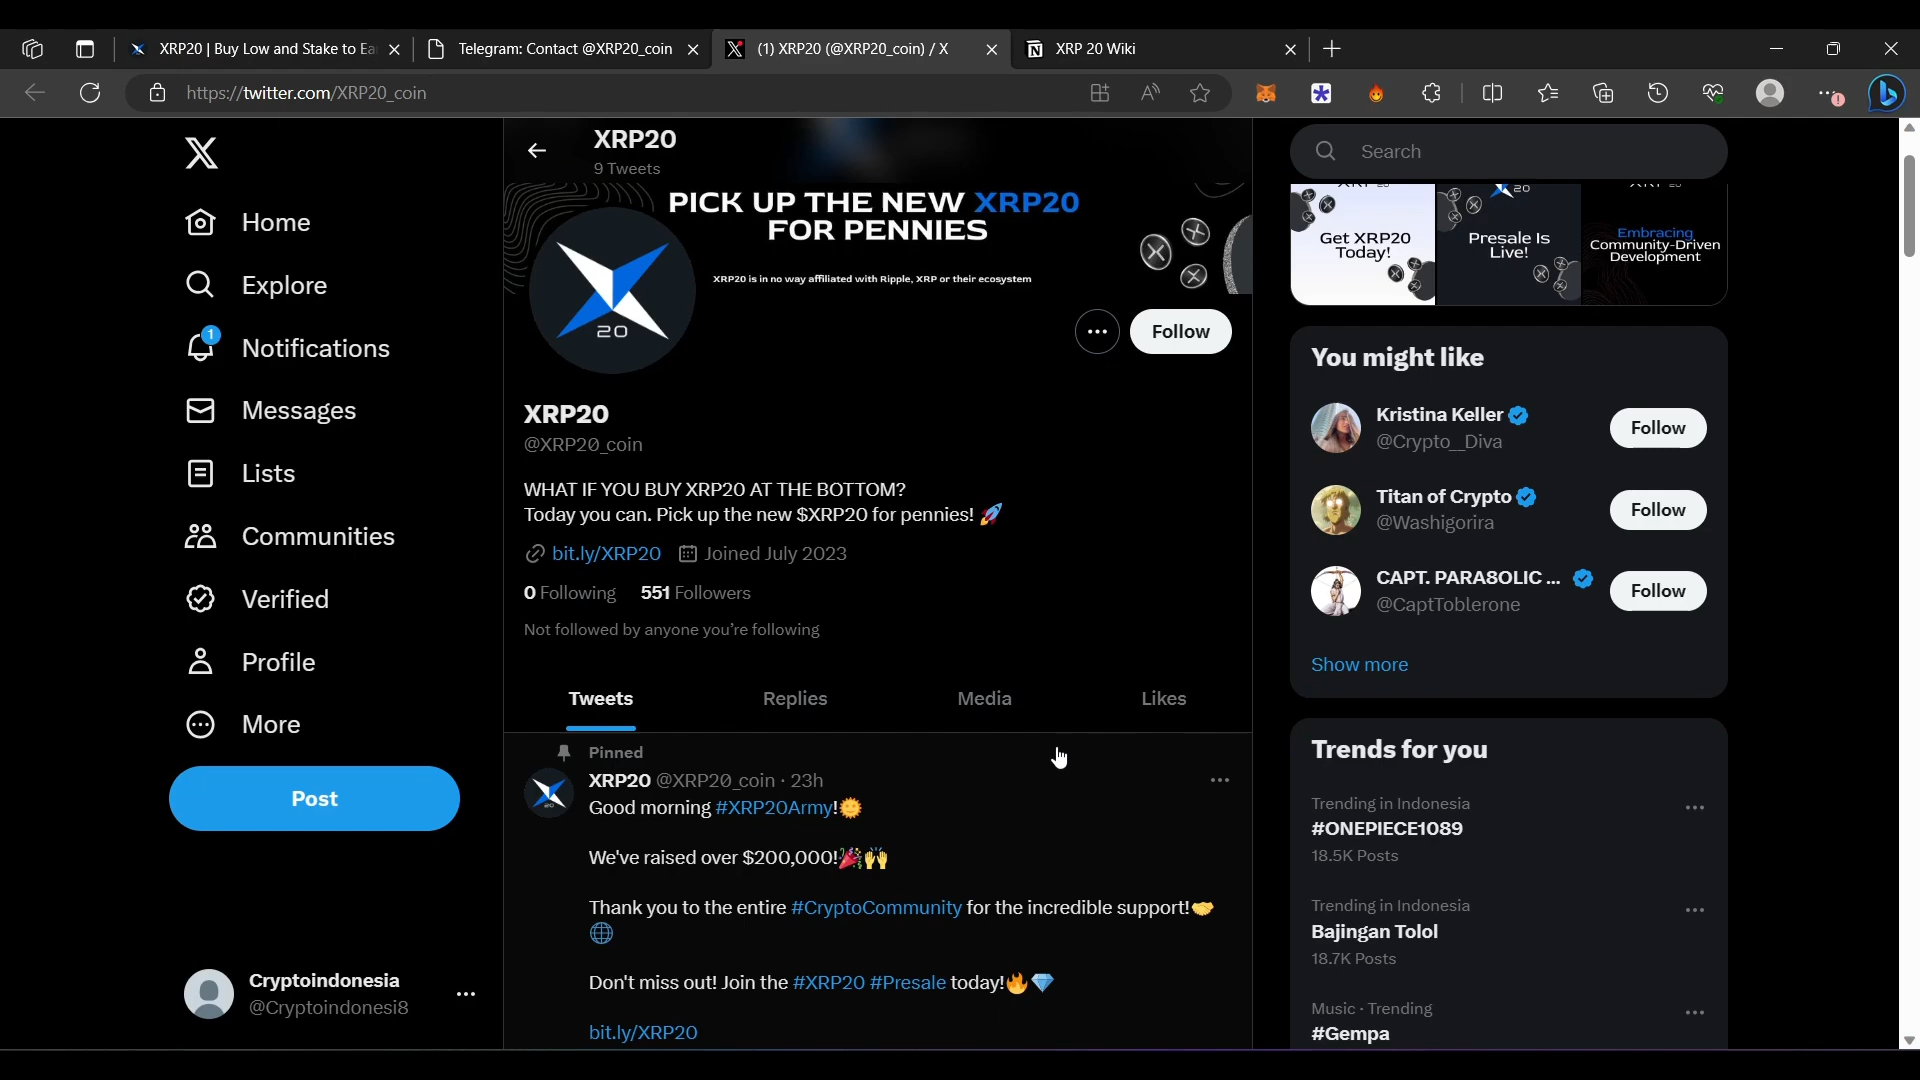 XRP20 | Buy Low and Stake to Ea
Telegram: Contact @XRP20_coin
(1) XRP20 (@XRP20_coin) / X
XRP 20 Wiki
https://twitter.com/XRP20_coin
XRP20
9 Tweets
PICK UP THE NEW XRP20
FOR PENNIES
XRP20 is in no way affiliated with Ripple, XRP or their ecosystem
20
Follow
XRP20
@XRP20_coin
WHAT IF YOU BUY XRP20 AT THE BOTTOM?
Today you can. Pick up the new $XRP20 for pennies! 🚀
bit.ly/XRP20 Joined July 2023
0 Following 551 Followers
Not followed by anyone you're following
Tweets Replies Media Likes
Pinned
XRP20 @XRP20_coin · 23h
Good morning #XRP20Army!🌞
We've raised over $200,000!🎉🙌
Thank you to the entire #CryptoCommunity for the incredible support!🤝
🌐
Don't miss out! Join the #XRP20 #Presale today!🔥💎
bit.ly/XRP20
Home
Explore
1
Notifications
Messages
Lists
Communities
Verified
Profile
More
Post
Cryptoindonesia
@Cryptoindonesi8
Search
20
Get XRP20
Today!
Presale Is
Live!
Embracing
Community-Driven
Development
You might like
Kristina Keller
@Crypto__Diva
Follow
Titan of Crypto
@Washigorira
Follow
CAPT. PARA8OLIC ...
@CaptToblerone
Follow
Show more
Trends for you
Trending in Indonesia
#ONEPIECE1089
18.5K Posts
Trending in Indonesia
Bajingan Tolol
18.7K Posts
Music · Trending
#Gempa